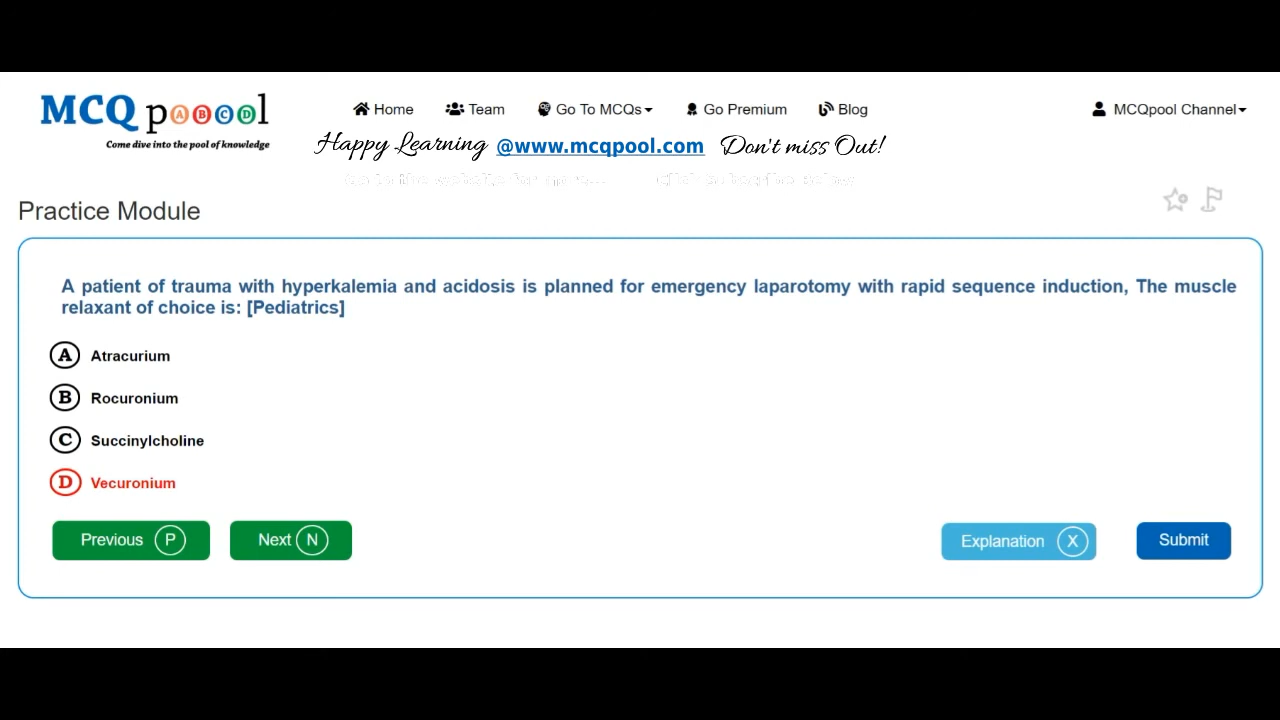 MCQ pABCDl
Come dive into the pool of knowledge
Home Team Go To MCQs Go Premium Blog MCQpool Channel
Happy Learning @www.mcqpool.com Don't miss Out!
Practice Module
A patient of trauma with hyperkalemia and acidosis is planned for emergency laparotomy with rapid sequence induction, The muscle
relaxant of choice is: [Pediatrics]
A Atracurium
B Rocuronium
C Succinylcholine
D Vecuronium
Previous P Next N Explanation X Submit